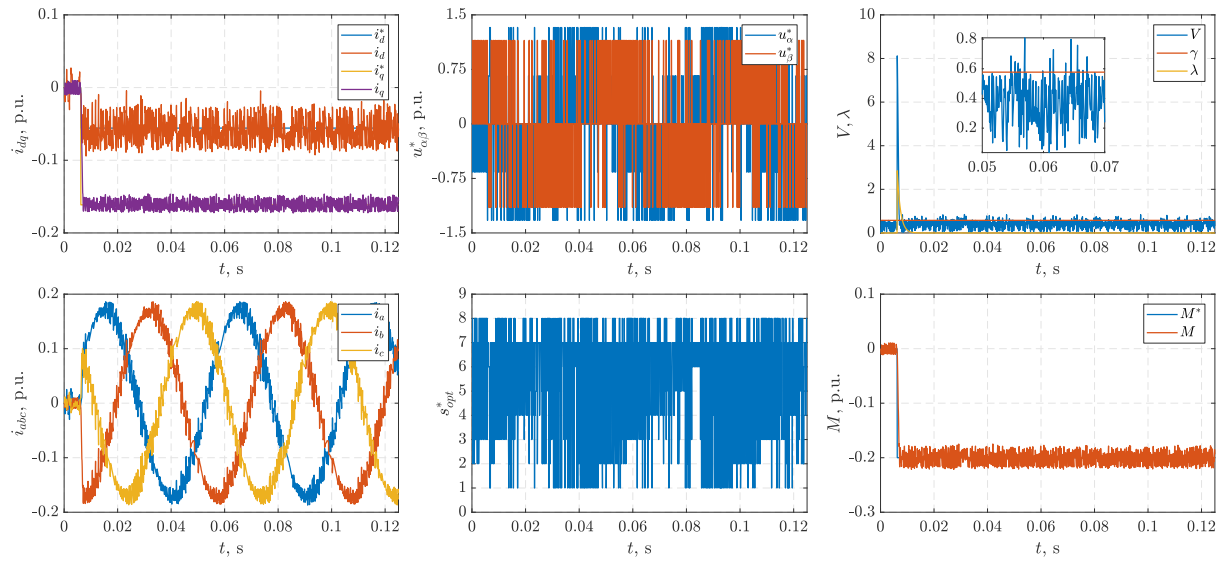 0.1
0
-0.1
-0.2
i_{dq}, p.u.
i_d^*
i_d
i_q^*
i_q
0 0.02 0.04 0.06 0.08 0.1 0.12
t, s
1.5
0.75
0
-0.75
-1.5
u_{αβ}^*, p.u.
u_α^*
u_β^*
0 0.02 0.04 0.06 0.08 0.1 0.12
t, s
10
8
6
4
2
0
V, λ
0.8
0.6
0.4
0.2
0.05 0.06 0.07
V
γ
λ
0 0.02 0.04 0.06 0.08 0.1 0.12
t, s
0.2
0.1
0
-0.1
-0.2
i_{abc}, p.u.
i_a
i_b
i_c
0 0.02 0.04 0.06 0.08 0.1 0.12
t, s
9
8
7
6
5
4
3
2
1
0
s_{opt}^*
0 0.02 0.04 0.06 0.08 0.1 0.12
t, s
0.1
0
-0.1
-0.2
-0.3
M, p.u.
M^*
M
0 0.02 0.04 0.06 0.08 0.1 0.12
t, s